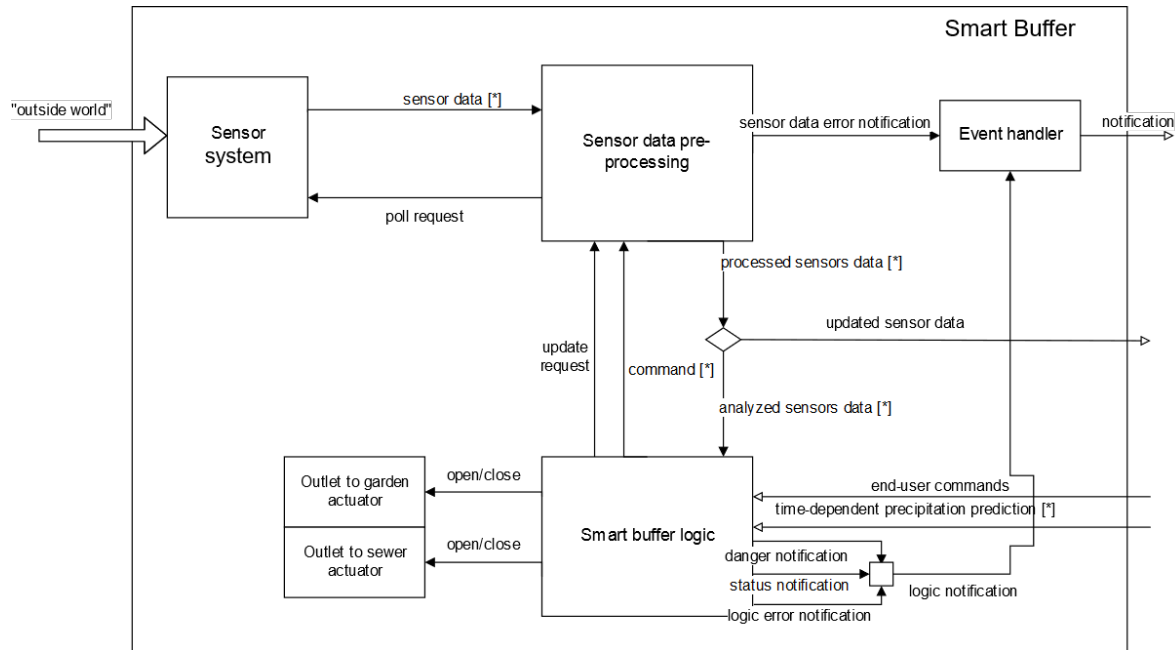 Smart Buffer
"outside world"
sensor data [*]
Sensor
system
Sensor data pre-
processing
sensor data error notification
Event handler
notification
poll request
processed sensors data [*]
updated sensor data
update
request
command [*]
analyzed sensors data [*]
Outlet to garden
actuator
open/close
end-user commands
time-dependent precipitation prediction [*]
Smart buffer logic
Outlet to sewer
actuator
open/close
danger notification
status notification
logic notification
logic error notification